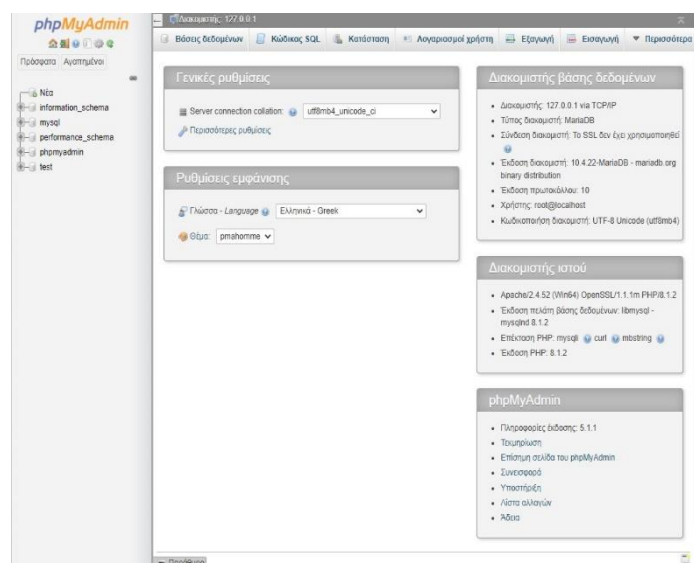 phpMyAdmin
Πρόσφατα Αγαπημένοι
Νέα
information_schema
mysql
performance_schema
phpmyadmin
test
Διακομιστής: 127.0.0.1
Βάσεις δεδομένων Κώδικας SQL Κατάσταση Λογαριασμοί χρήστη Εξαγωγή Εισαγωγή Περισσότερα
Γενικές ρυθμίσεις
Server connection collation: utf8mb4_unicode_ci
Περισσότερες ρυθμίσεις
Ρυθμίσεις εμφάνισης
Γλώσσα - Language Ελληνικά - Greek
Θέμα: pmahomme
Διακομιστής βάσης δεδομένων
Διακομιστής: 127.0.0.1 via TCP/IP
Τύπος διακομιστή: MariaDB
Σύνδεση διακομιστή: Το SSL δεν έχει χρησιμοποιηθεί
Έκδοση διακομιστή: 10.4.22-MariaDB - mariadb.org
binary distribution
Έκδοση πρωτοκόλλου: 10
Χρήστης: root@localhost
Κωδικοποίηση διακομιστή: UTF-8 Unicode (utf8mb4)
Διακομιστής ιστού
Apache/2.4.52 (Win64) OpenSSL/1.1.1m PHP/8.1.2
Έκδοση πελάτη βάσης δεδομένων: libmysql -
mysqlnd 8.1.2
Επέκταση PHP: mysqli curl mbstring
Έκδοση PHP: 8.1.2
phpMyAdmin
Πληροφορίες έκδοσης: 5.1.1
Τεκμηρίωση
Επίσημη σελίδα του phpMyAdmin
Συνεισφορά
Υποστήριξη
Λίστα αλλαγών
Άδεια